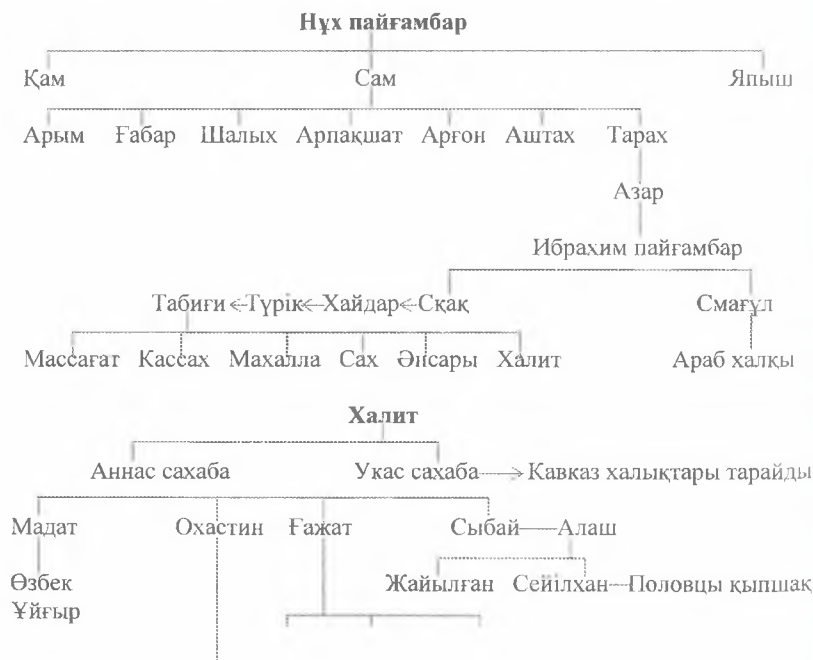 Нұх пайғамбар
Қам Сам Япыш
Арым Ғабар Шалых Арпақшат Арғон Аштах Тарах
Азар
Ибрахим пайғамбар
Табиғи Түрік Хайдар Сқақ Смағұл
Массағат Кассах Махалла Сах Әнсары Халит Араб халқы
Халит
Аннас сахаба Укас сахаба Кавказ халықтары тарайды
Мадат Охастин Ғажат Сыбай Алаш
Өзбек Жайылған Сейілхан Половцы қыпшақ
Ұйғыр